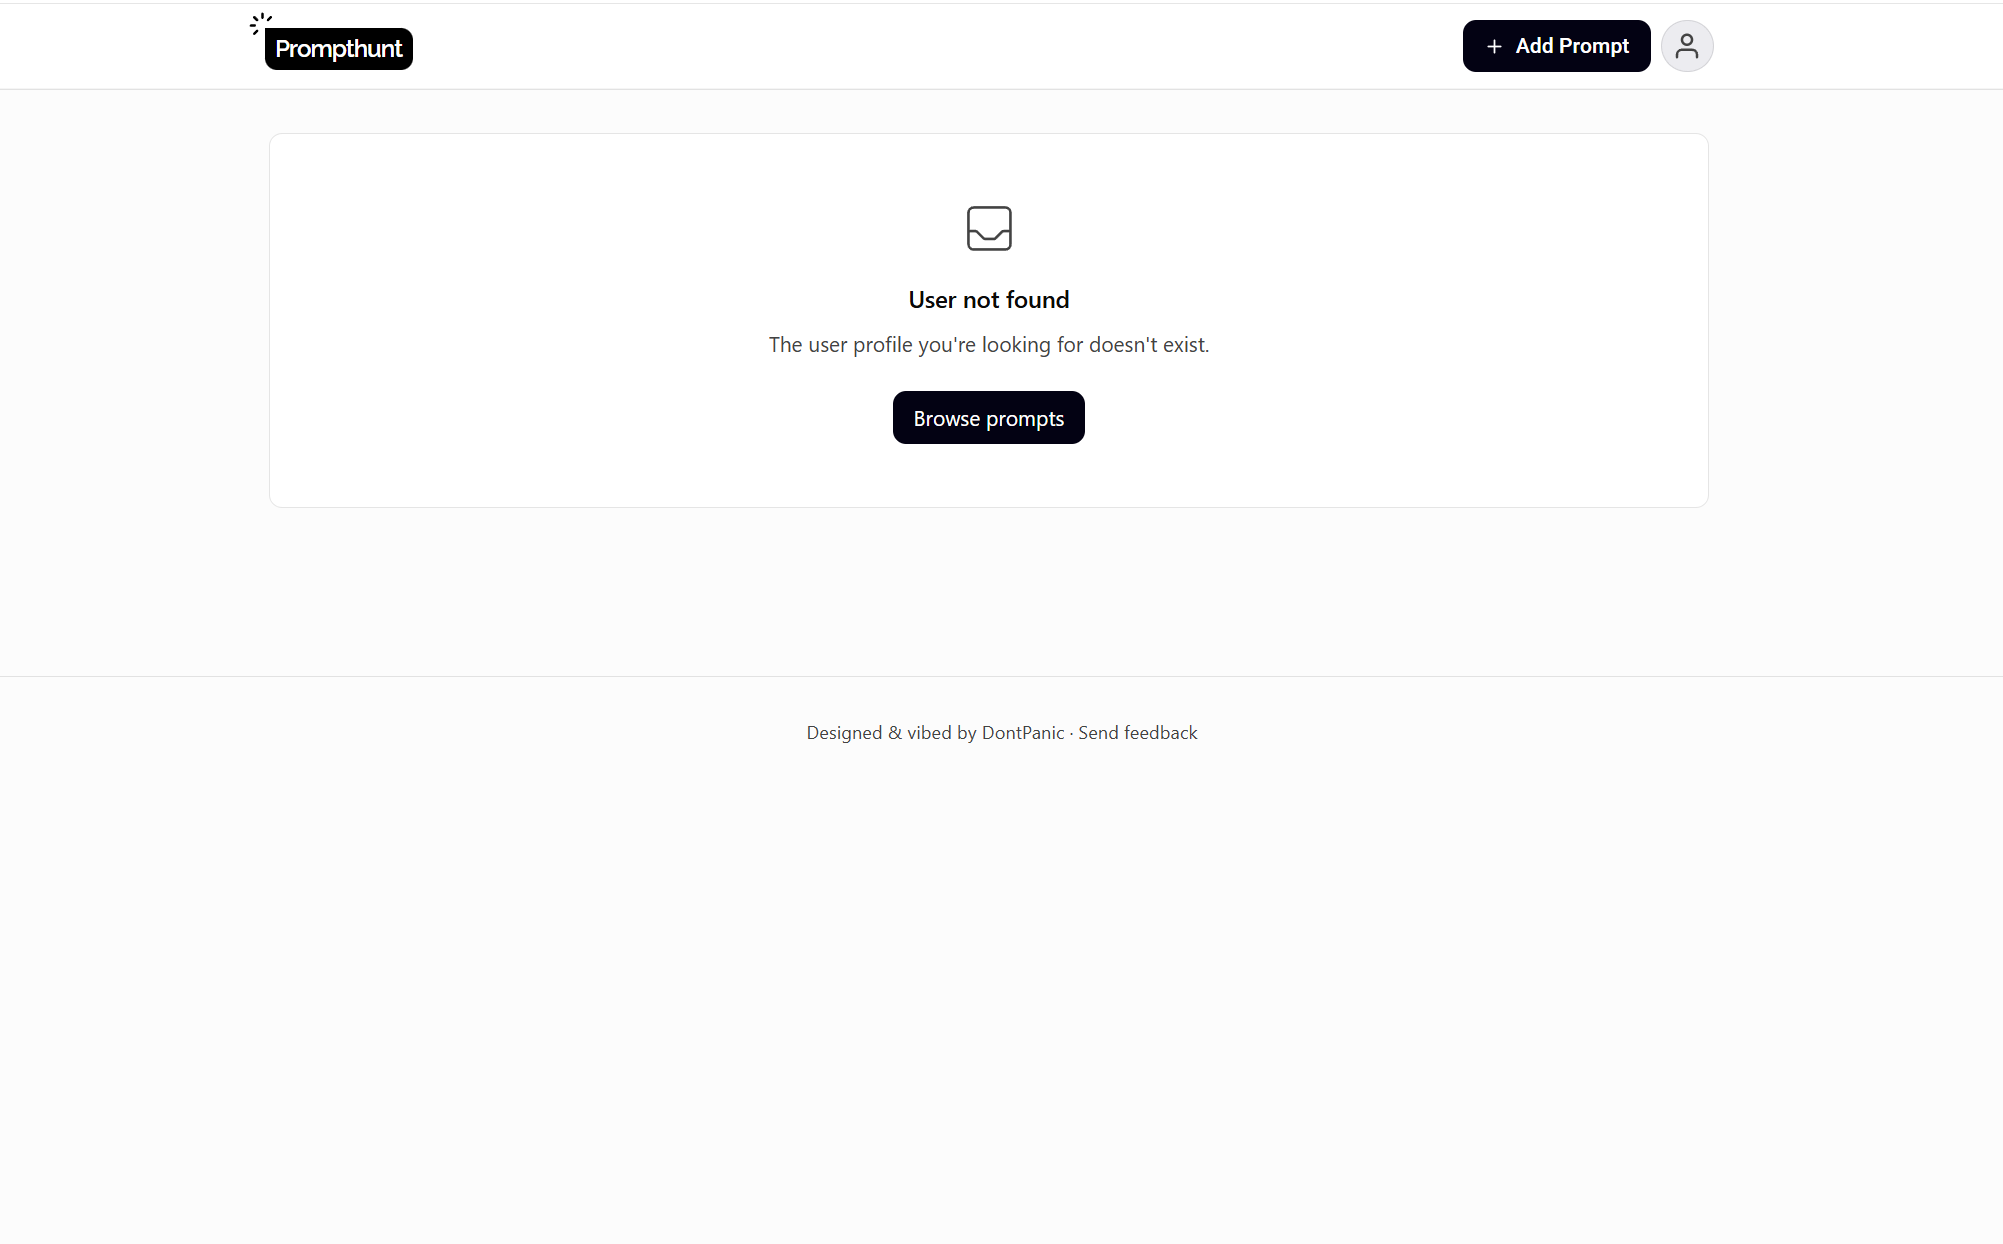 Prompthunt
Add Prompt
User not found
The user profile you're looking for doesn't exist.
Browse prompts
Designed & vibed by DontPanic · Send feedback